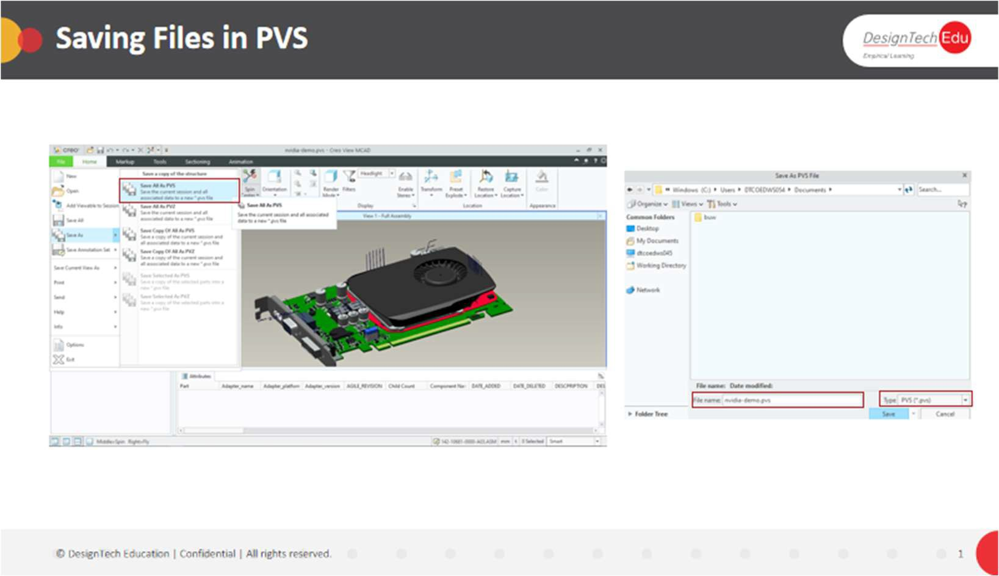 Saving Files in PVS
DesignTech Edu
Empirical Learning
creo
nvidia-demo.pvs - Creo View MCAD
File Home Markup Tools Sectioning Animation
New
Open
Add Viewable to Session
Save All
Save As
Save Annotation Set
Save Current View As
Print
Send
Help
Info
Options
Exit
Save a copy of the structure
Save All As PVS
Save the current session and all
associated data to a new *.pvs file
Save All As PVZ
Save the current session and all
associated data to a new *.pvz file
Save Copy Of All As PVS
Save a copy of the current session and
all associated data to a new *.pvs file
Save Copy Of All As PVZ
Save a copy of the current session and
all associated data to a new *.pvz file
Save Selected As PVS
Save a copy of the selected parts into a
new *.pvs file
Save Selected As PVZ
Save a copy of the selected parts into a
new *.pvz file
Save All As PVS
Save the current session and all associated
data to a new *.pvs file
Spin
Center
Orientation
Render
Mode
Filters
Headlight
Enable
Stereo
Display
Transform
Preset
Explode
Restore
Location
Capture
Location
Location
Color
Appearance
View 1 - Full Assembly
Attributes
Part Adapter_name Adapter_platform Adapter_version AGILE_REVISION Child Count Component Na DATE_ADDED DATE_DELETED DESCPRIPTION DEL
Middle=Spin Right=Fly
mm 0 Selected Smart
Save As PVS File
Windows (C:) Users DTCOEDWS054 Documents
Search...
Organize Views Tools
Common Folders
Desktop
My Documents
dtcoedws045
Working Directory
Network
Folder Tree
buw
File name: Date modified:
File name: nvidia-demo.pvs
Type PVS (*.pvs)
Save Cancel
© DesignTech Education | Confidential | All rights reserved.
1